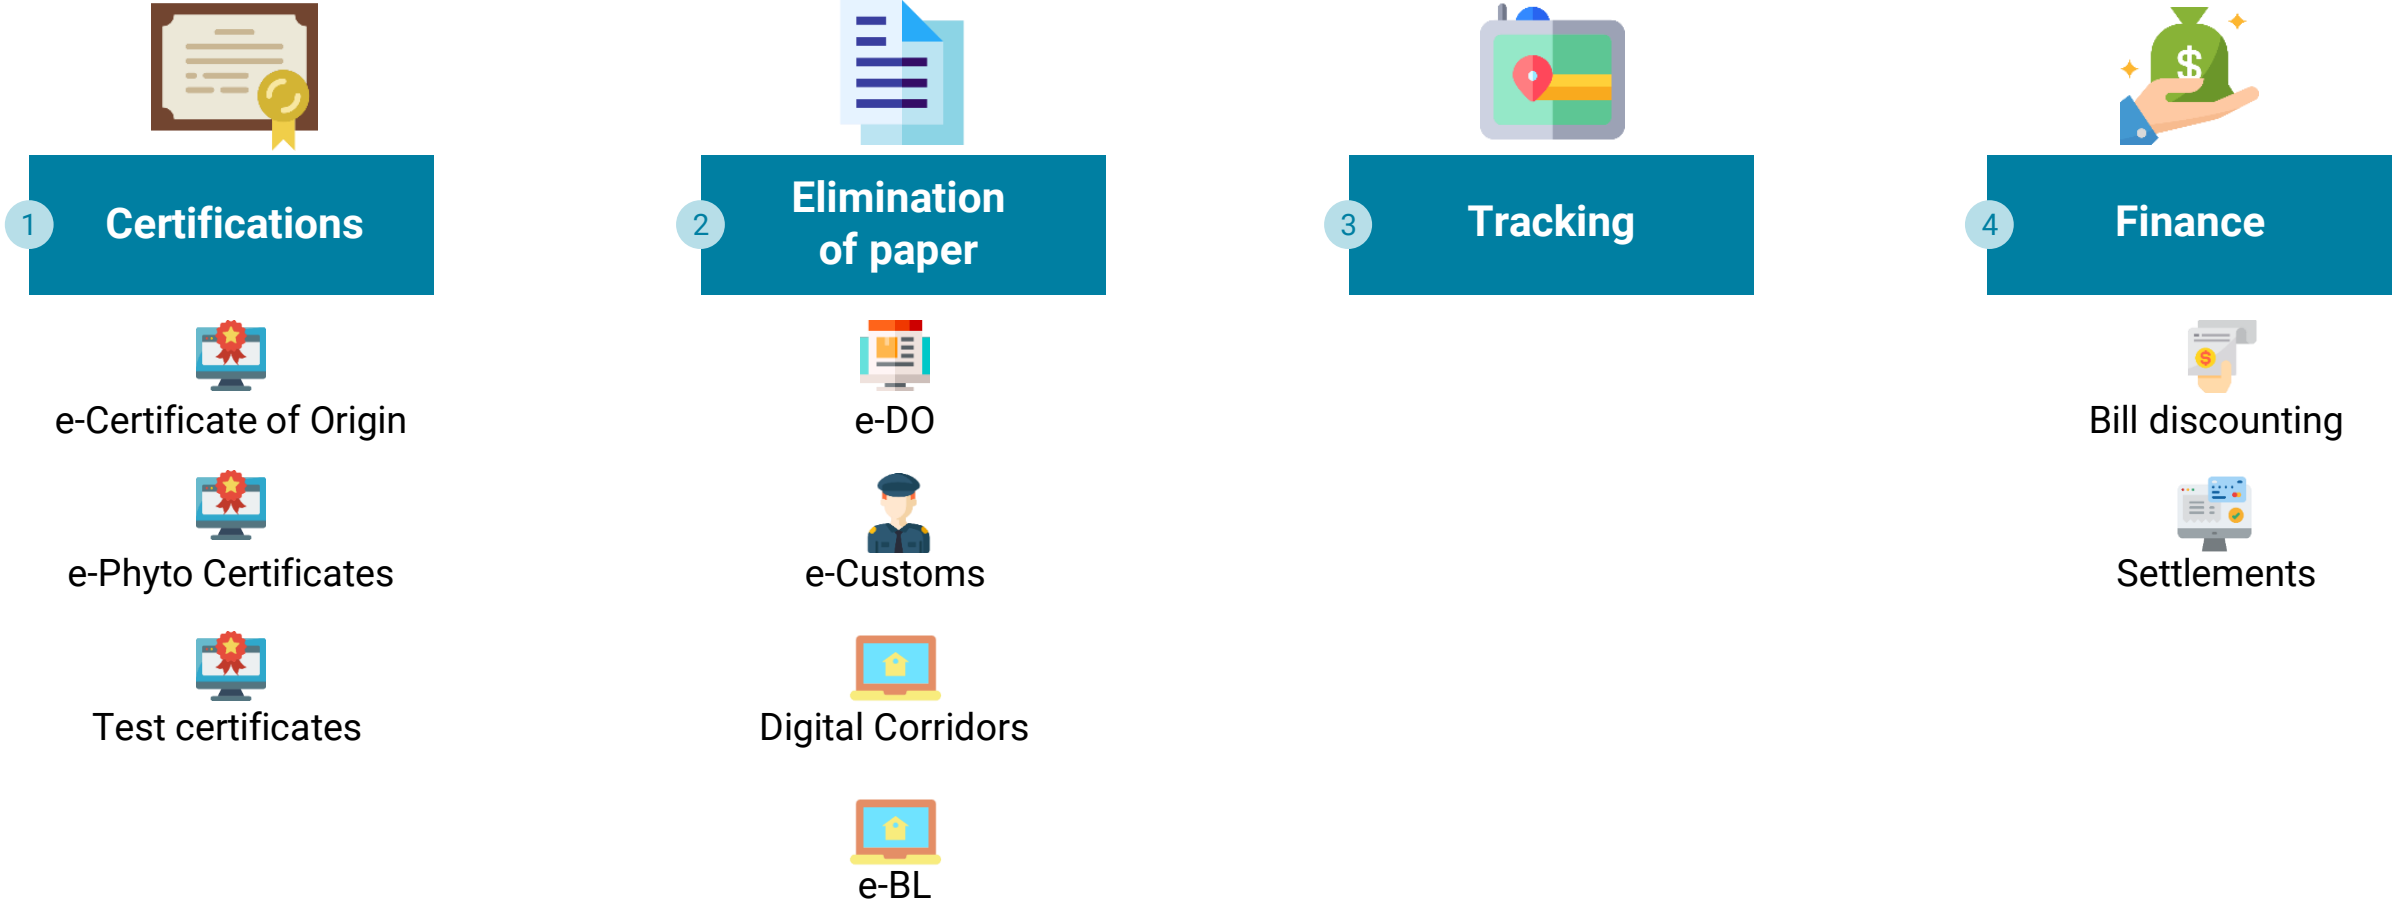 1
Certifications
e-Certificate of Origin
e-Phyto Certificates
Test certificates
2
Elimination
of paper
e-DO
e-Customs
Digital Corridors
e-BL
3
Tracking
4
Finance
$
Bill discounting
$
Settlements